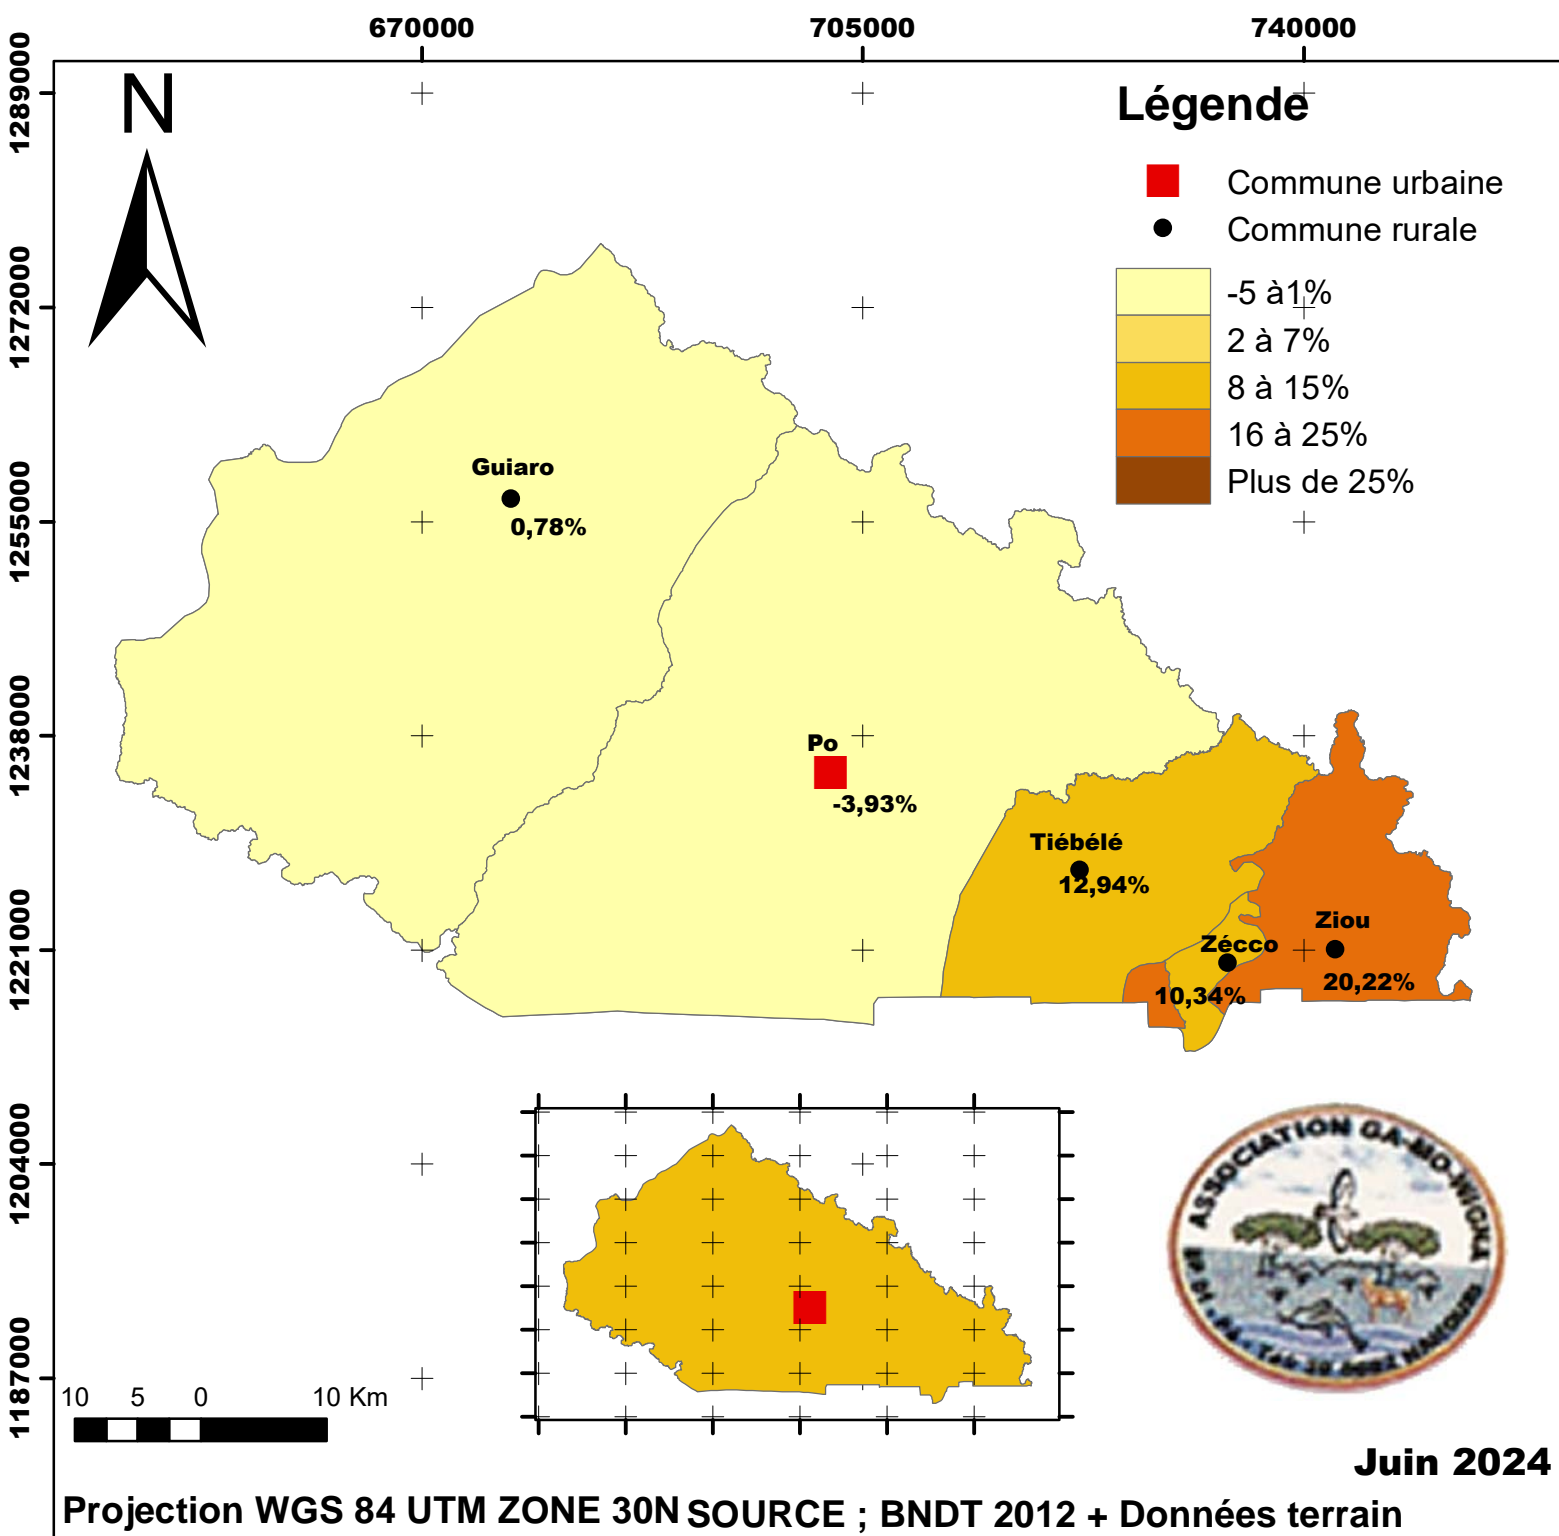 670000 705000 740000
1289000
1272000
1255000
1238000
1221000
1204000
1187000
N
Légende
Commune urbaine
Commune rurale
-5 à1%
2 à 7%
8 à 15%
16 à 25%
Plus de 25%
Guiaro
0,78%
Po
-3,93%
Tiébélé
12,94%
Zécco
10,34%
Ziou
20,22%
ASSOCIATION
10 5 0 10 Km
Juin 2024
Projection WGS 84 UTM ZONE 30N SOURCE ; BNDT 2012 + Données terrain